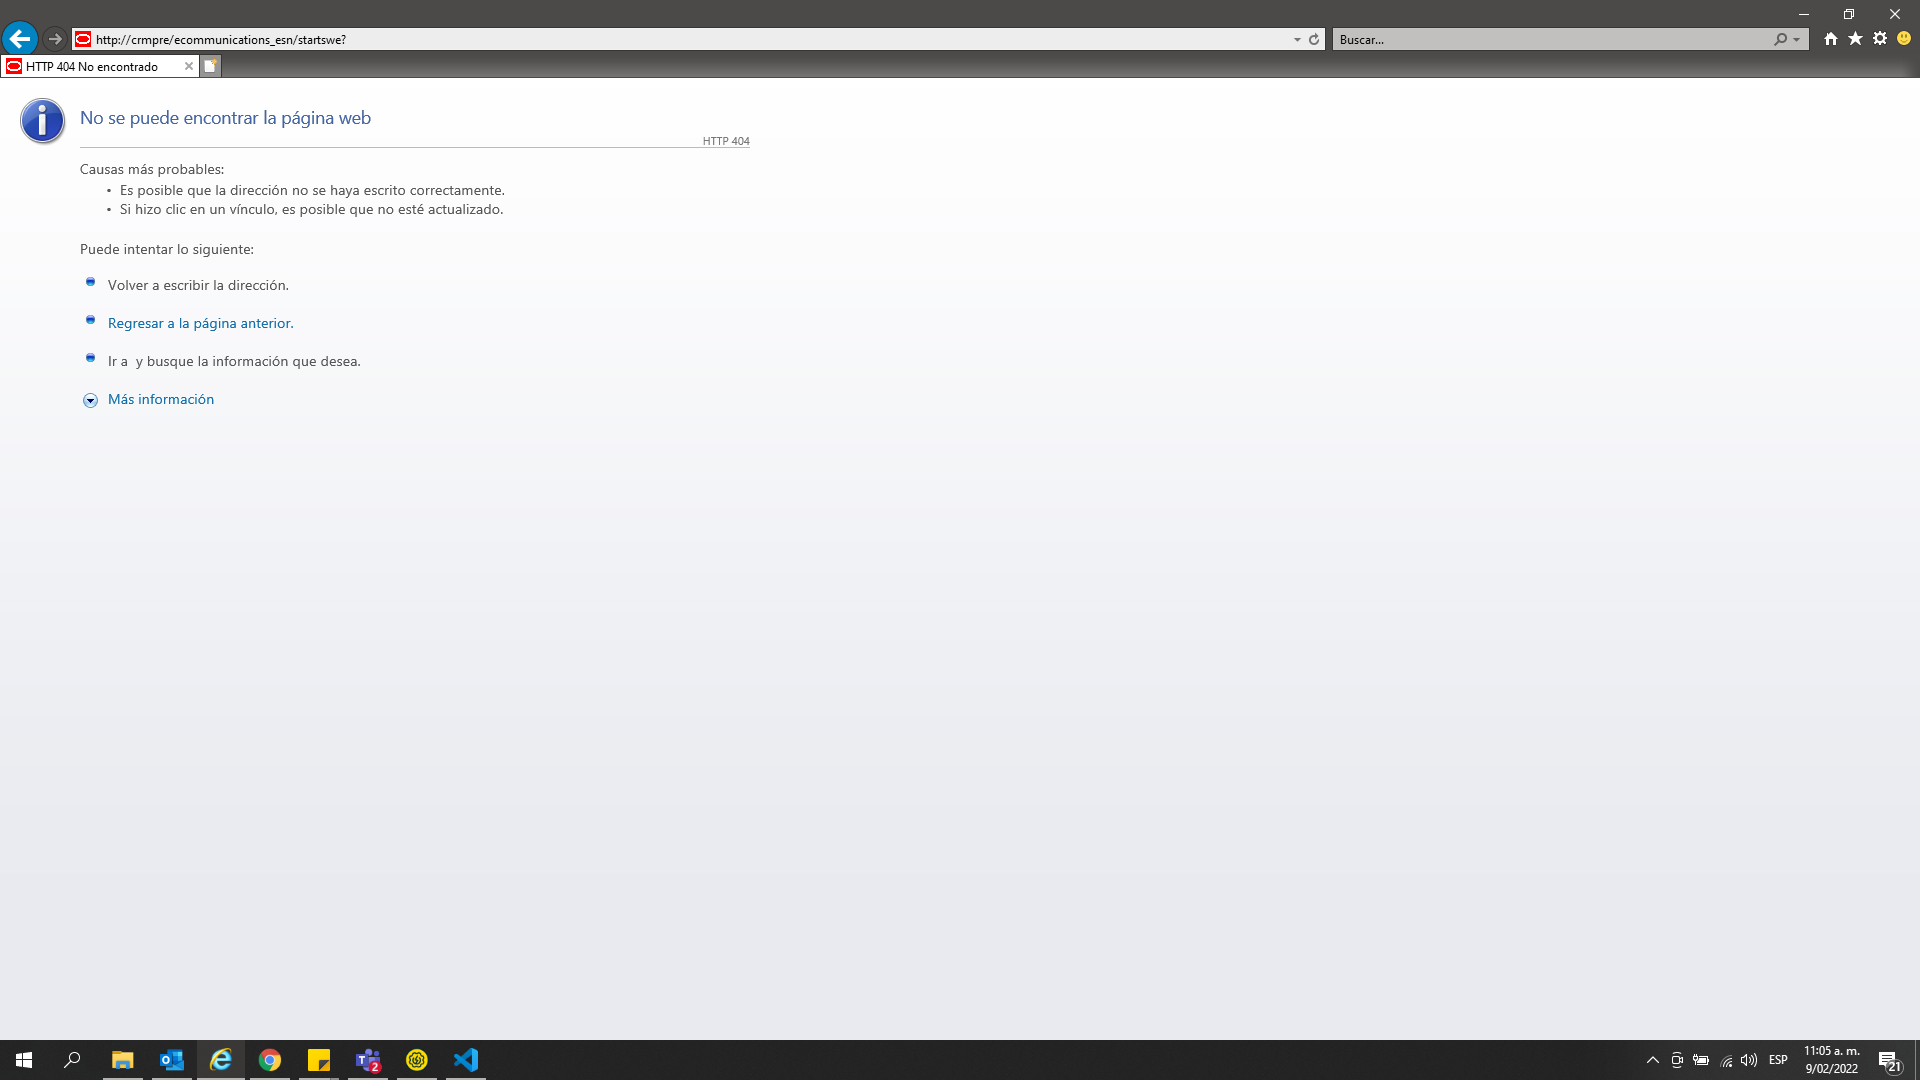 http://crmpre/ecommunications_esn/startswe?
Buscar...
HTTP 404 No encontrado
No se puede encontrar la página web
HTTP 404
Causas más probables:
• Es posible que la dirección no se haya escrito correctamente.
• Si hizo clic en un vínculo, es posible que no esté actualizado.
Puede intentar lo siguiente:
Volver a escribir la dirección.
Regresar a la página anterior.
Ir a  y busque la información que desea.
Más información
2
ESP
11:05 a. m.
9/02/2022
21